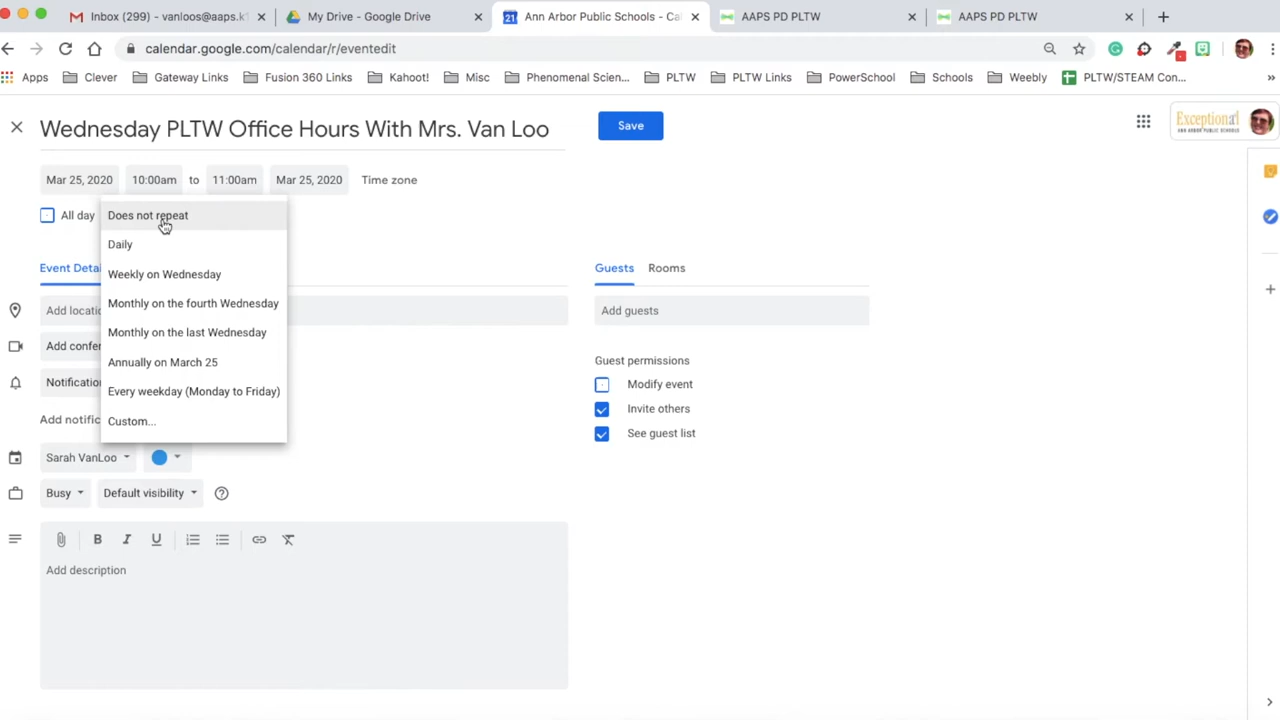 Inbox (299) - vanloos@aaps.k1
My Drive - Google Drive
Ann Arbor Public Schools - Cal
AAPS PD PLTW
AAPS PD PLTW
calendar.google.com/calendar/r/eventedit
Apps
Clever
Gateway Links
Fusion 360 Links
Kahoot!
Misc
Phenomenal Scien...
PLTW
PLTW Links
PowerSchool
Schools
Weebly
PLTW/STEAM Con...
»
Wednesday PLTW Office Hours With Mrs. Van Loo
Save
Exceptional
ANN ARBOR PUBLIC SCHOOLS
Mar 25, 2020 10:00am to 11:00am Mar 25, 2020 Time zone
All day
Does not repeat
Daily
Weekly on Wednesday
Monthly on the fourth Wednesday
Monthly on the last Wednesday
Annually on March 25
Every weekday (Monday to Friday)
Custom...
Event Detai
Guests Rooms
Add locatio
Add guests
Add confer
Guest permissions
Notification
Modify event
Invite others
Add notific
See guest list
Sarah VanLoo
Busy Default visibility
B I U
Add description